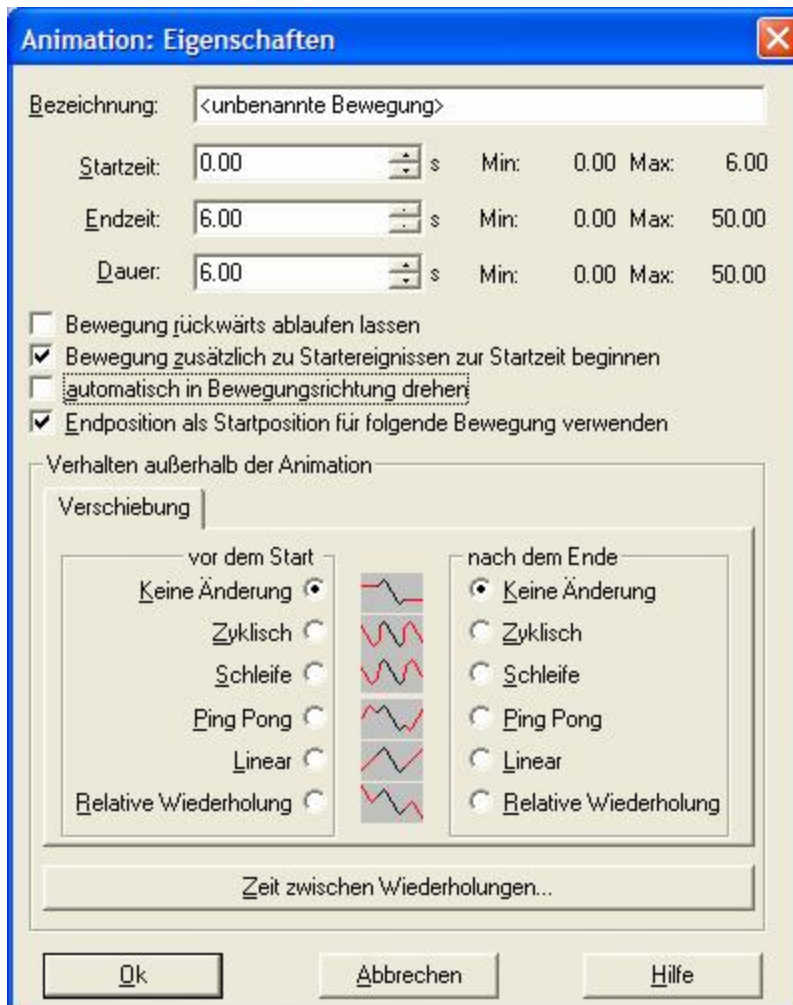 Animation: Eigenschaften
Bezeichnung: <unbenannte Bewegung>
Startzeit: 0.00 s Min: 0.00 Max: 6.00
Endzeit: 6.00 s Min: 0.00 Max: 50.00
Dauer: 6.00 s Min: 0.00 Max: 50.00
Bewegung rückwärts ablaufen lassen
Bewegung zusätzlich zu Startereignissen zur Startzeit beginnen
automatisch in Bewegungsrichtung drehen
Endposition als Startposition für folgende Bewegung verwenden
Verhalten außerhalb der Animation
Verschiebung
vor dem Start nach dem Ende
Keine Änderung Keine Änderung
Zyklisch Zyklisch
Schleife Schleife
Ping Pong Ping Pong
Linear Linear
Relative Wiederholung Relative Wiederholung
Zeit zwischen Wiederholungen...
Ok Abbrechen Hilfe